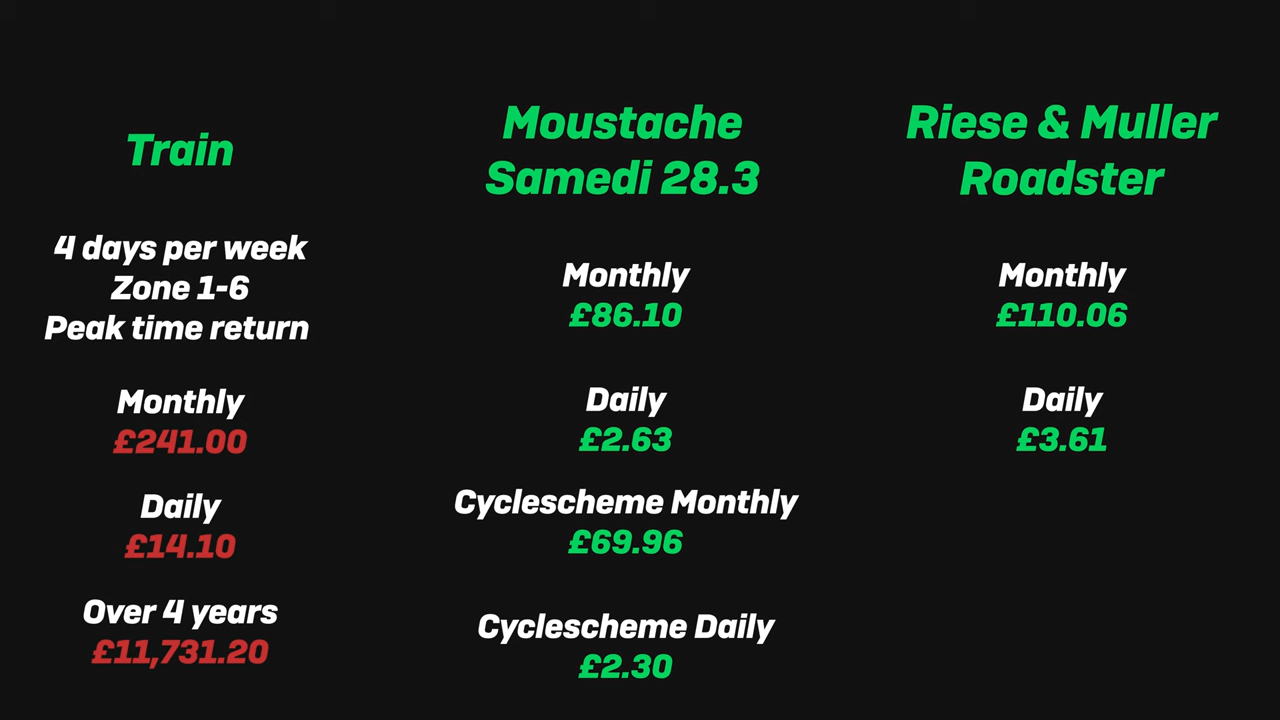 Train
4 days per week
Zone 1-6
Peak time return
Monthly
£241.00
Daily
£14.10
Over 4 years
£11,731.20
Moustache
Samedi 28.3
Monthly
£86.10
Daily
£2.63
Cyclescheme Monthly
£69.96
Cyclescheme Daily
£2.30
Riese & Muller
Roadster
Monthly
£110.06
Daily
£3.61